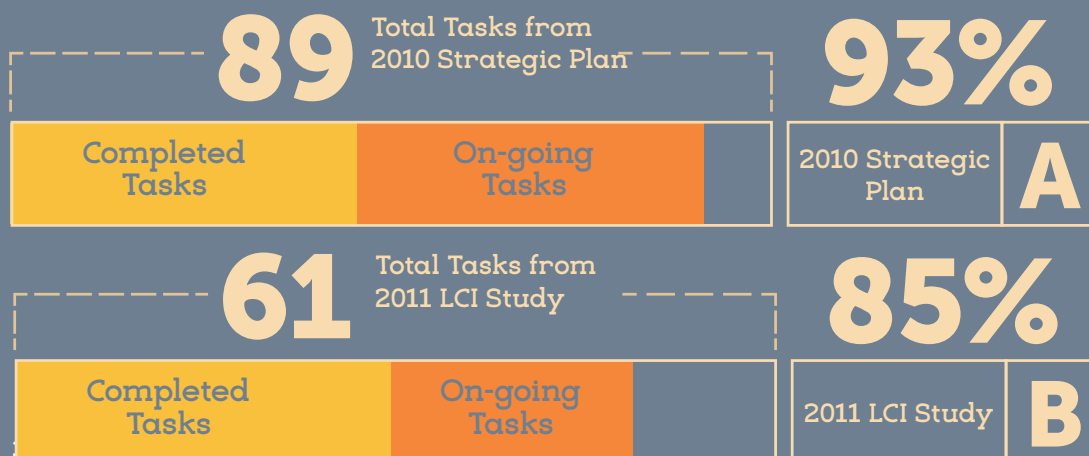 89
Total Tasks from
2010 Strategic Plan
93%
Completed
Tasks
On-going
Tasks
2010 Strategic
Plan
A
61
Total Tasks from
2011 LCI Study
85%
Completed
Tasks
On-going
Tasks
2011 LCI Study
B